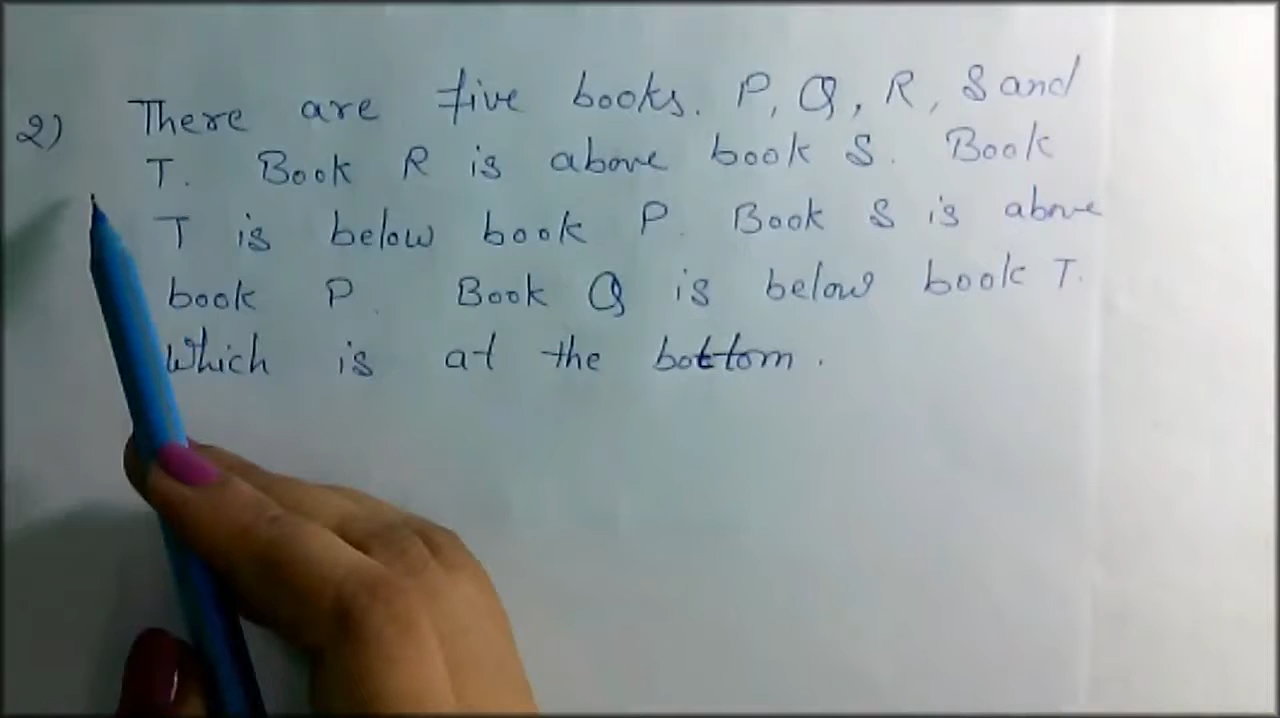 2) There are five books. P, Q, R, S and
T. Book R is above book S. Book
T is below book P. Book S is above
book P. Book Q is below book T.
Which is at the bottom.